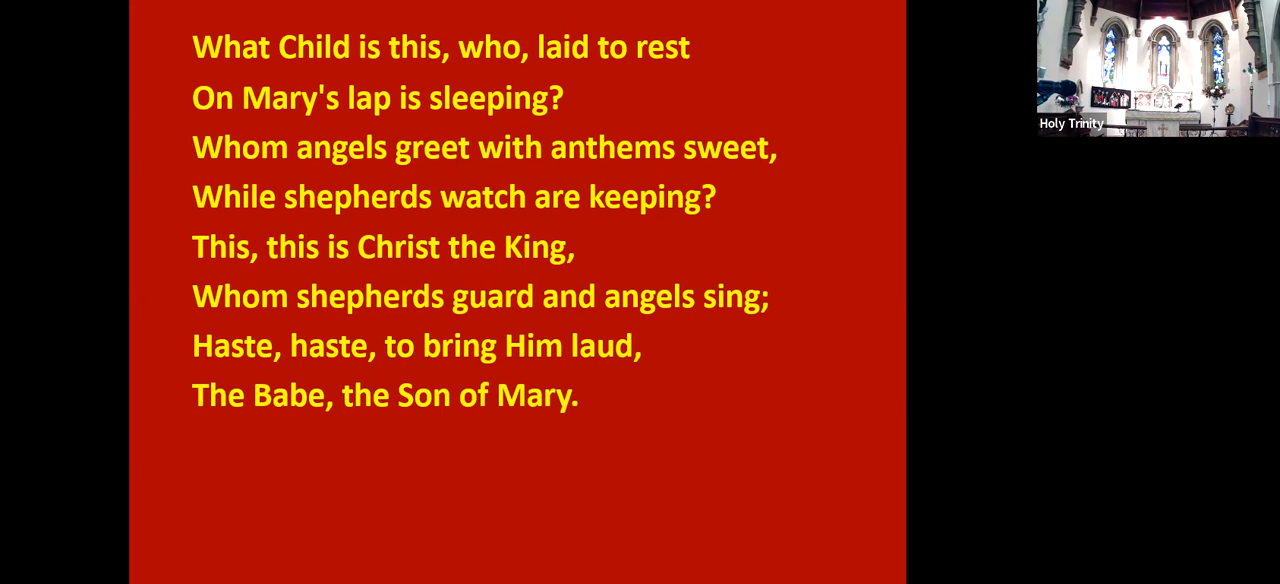 What Child is this, who, laid to rest
On Mary's lap is sleeping?
Whom angels greet with anthems sweet,
While shepherds watch are keeping?
This, this is Christ the King,
Whom shepherds guard and angels sing;
Haste, haste, to bring Him laud,
The Babe, the Son of Mary.
Holy Trinity